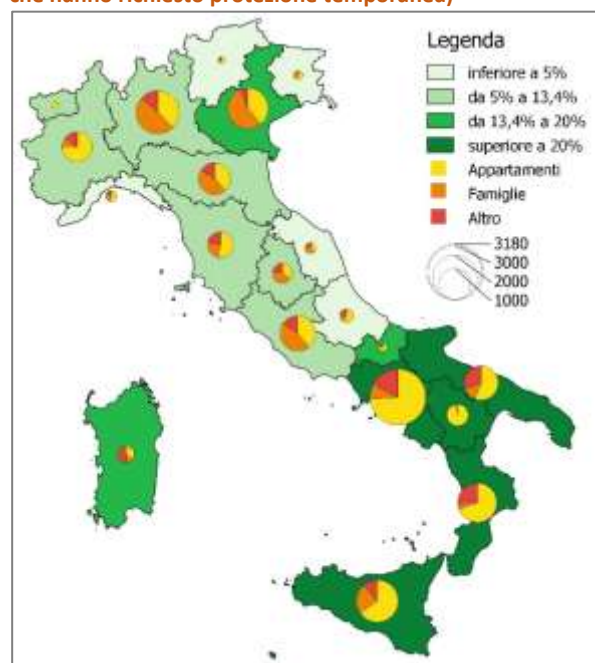 che hanno richiesto protezione temporanea)
Legenda
inferiore a 5%
da 5% a 13,4%
da 13,4% a 20%
superiore a 20%
Appartamenti
Famiglie
Altro
3180
3000
2000
1000